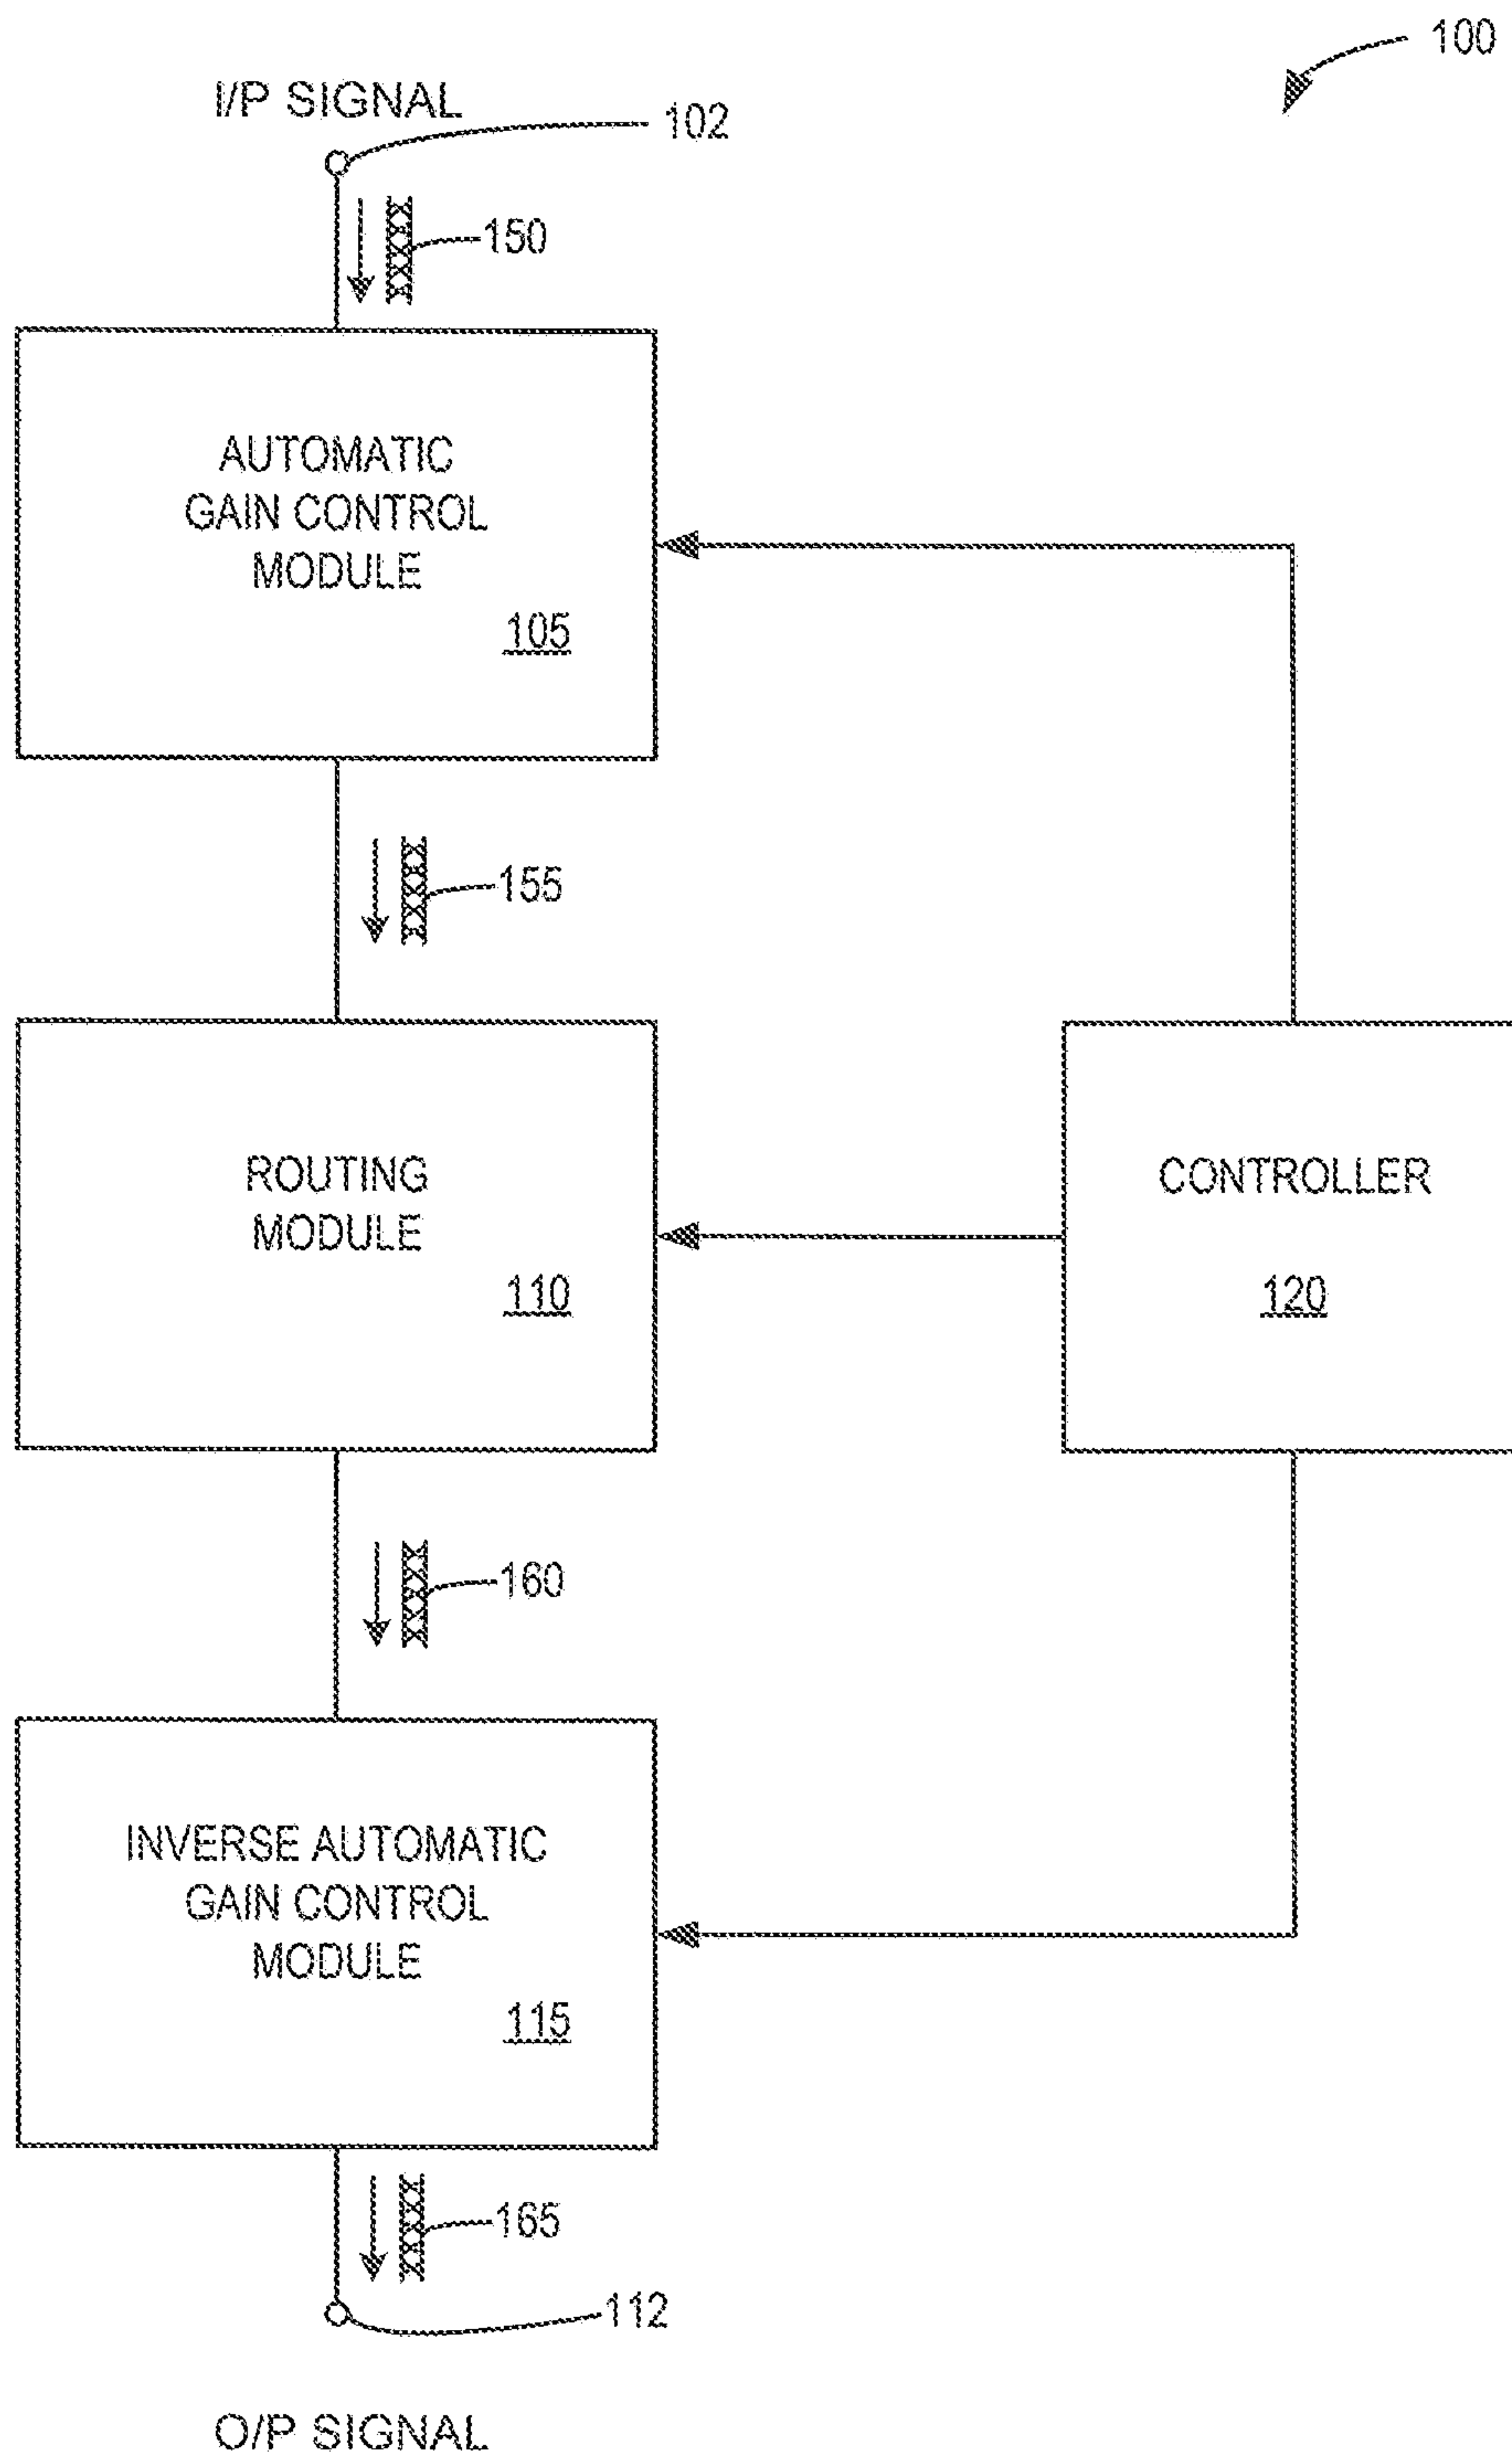 100
I/P SIGNAL
102
150
AUTOMATIC
GAIN CONTROL
MODULE
105
155
ROUTING
MODULE
110
CONTROLLER
120
160
INVERSE AUTOMATIC
GAIN CONTROL
MODULE
115
165
112
O/P SIGNAL